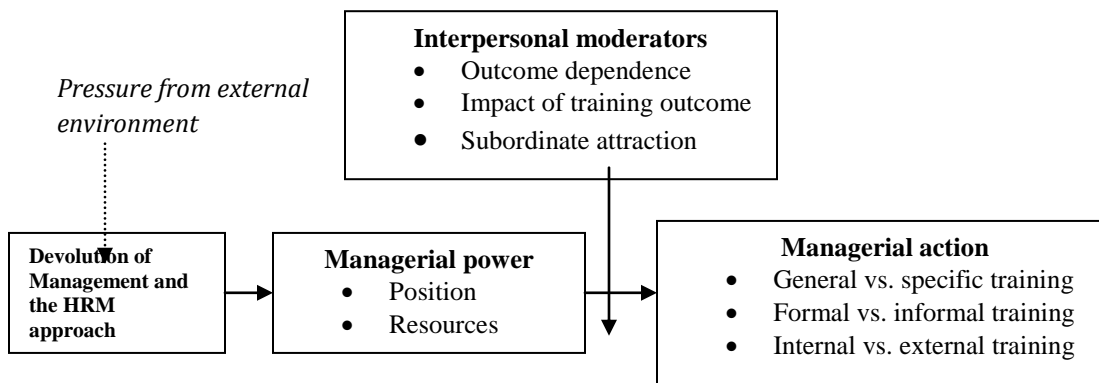 Pressure from external
environment
Interpersonal moderators
• Outcome dependence
• Impact of training outcome
• Subordinate attraction
Devolution of
Management and
the HRM
approach
Managerial power
• Position
• Resources
Managerial action
• General vs. specific training
• Formal vs. informal training
• Internal vs. external training